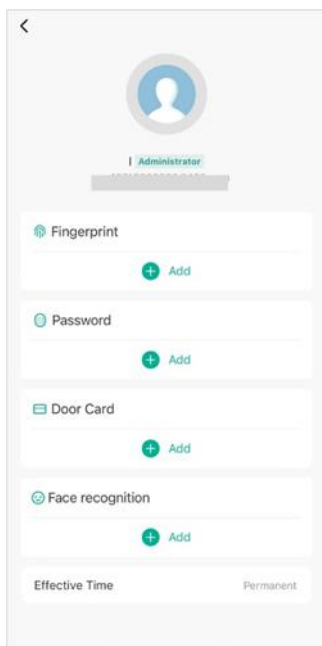 Administrator
Fingerprint
Add
Password
Add
Door Card
Add
Face recognition
Add
Effective Time Permanent